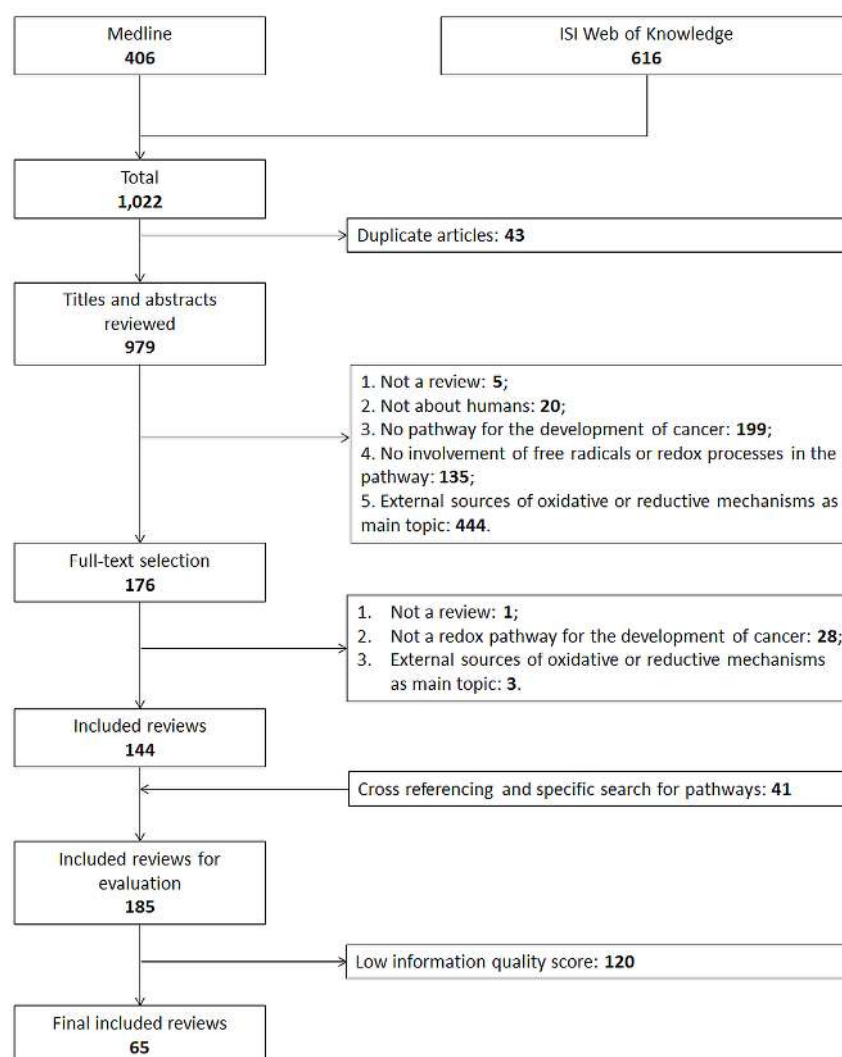 Medline
406
ISI Web of Knowledge
616
Total
1,022
Duplicate articles: 43
Titles and abstracts
reviewed
979
1. Not a review: 5;
2. Not about humans: 20;
3. No pathway for the development of cancer: 199;
4. No involvement of free radicals or redox processes in the
pathway: 135;
5. External sources of oxidative or reductive mechanisms as
main topic: 444.
Full-text selection
176
1. Not a review: 1;
2. Not a redox pathway for the development of cancer: 28;
3. External sources of oxidative or reductive mechanisms
as main topic: 3.
Included reviews
144
Cross referencing and specific search for pathways: 41
Included reviews for
evaluation
185
Low information quality score: 120
Final included reviews
65